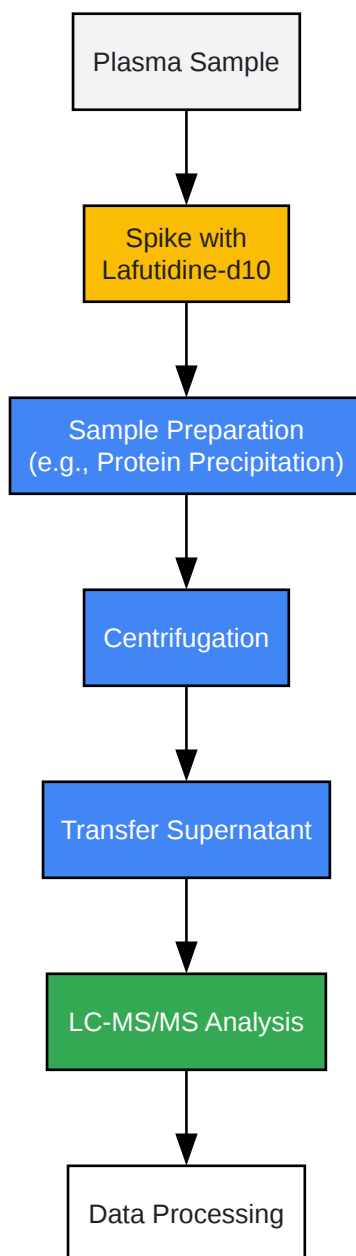 Plasma Sample
Spike with
Lafutidine-d10
Sample Preparation
(e.g., Protein Precipitation)
Centrifugation
Transfer Supernatant
LC-MS/MS Analysis
Data Processing